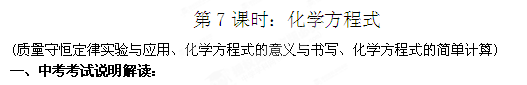 第 7 课时：化学方程式
(质量守恒定律实验与应用、化学方程式的意义与书写、化学方程式的简单计算)
一、中考考试说明解读：